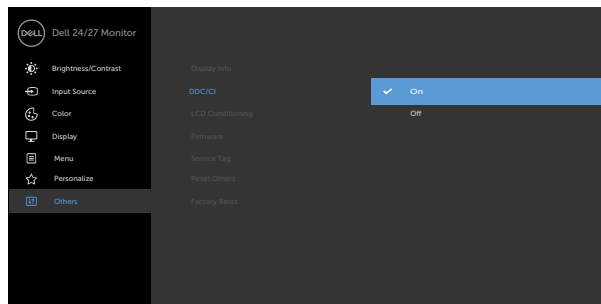 DELL Dell 24/27 Monitor
Brightness/Contrast
Input Source
Color
Display
Menu
Personalize
Others
Display Info
DDC/CI
LCD Conditioning
Firmware
Service Tag
Reset Others
Factory Reset
On
Off